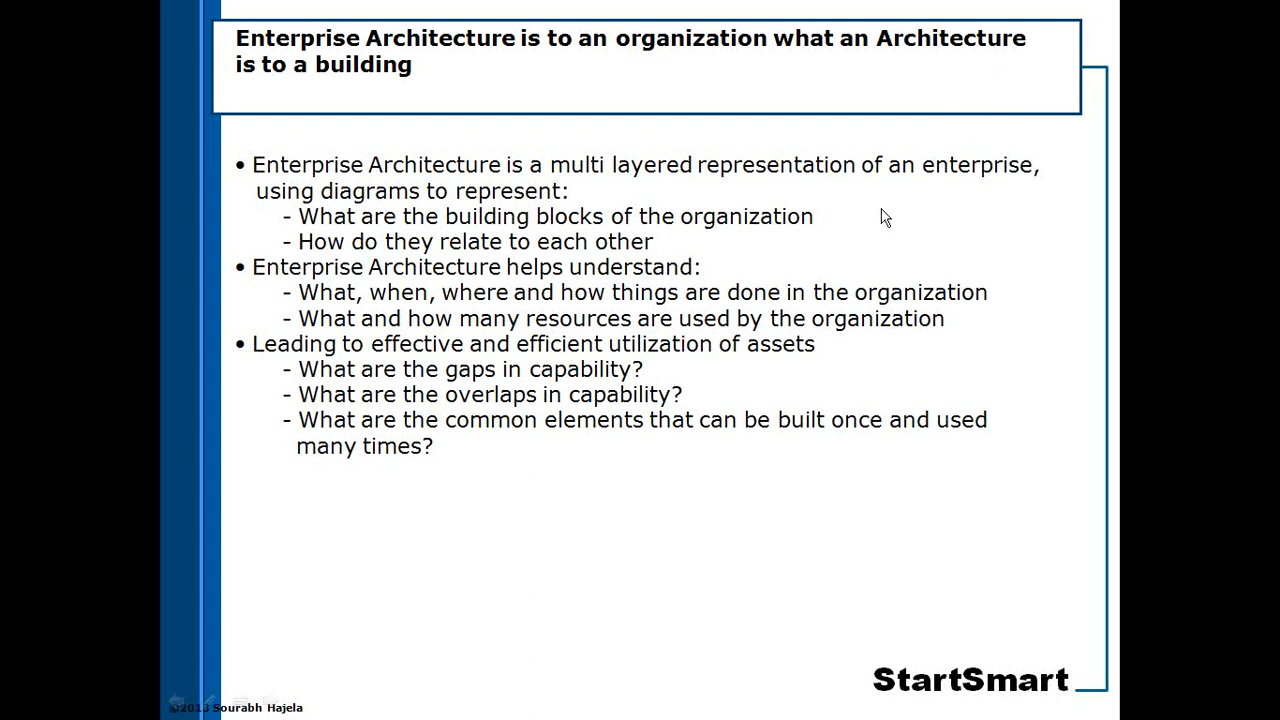 Enterprise Architecture is to an organization what an Architecture
is to a building
• Enterprise Architecture is a multi layered representation of an enterprise,
using diagrams to represent:
- What are the building blocks of the organization
- How do they relate to each other
• Enterprise Architecture helps understand:
- What, when, where and how things are done in the organization
- What and how many resources are used by the organization
• Leading to effective and efficient utilization of assets
- What are the gaps in capability?
- What are the overlaps in capability?
- What are the common elements that can be built once and used
many times?
StartSmart
©2013 Sourabh Hajela